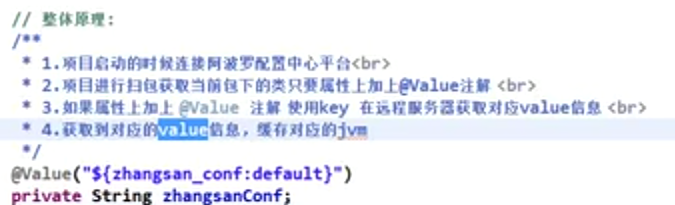 // 整体原理:
/**
* 1.项目启动的时候连接阿波罗配置中心平台<br>
* 2.项目进行扫包获取当前包下的类只要属性上加上@Value注解 <br>
* 3.如果属性上加上 @Value 注解 使用key 在远程服务器获取对应value信息 <br>
* 4.获取到对应的value信息，缓存对应的jvm
*/
@Value("${zhangsan_conf:default}")
private String zhangsanConf;